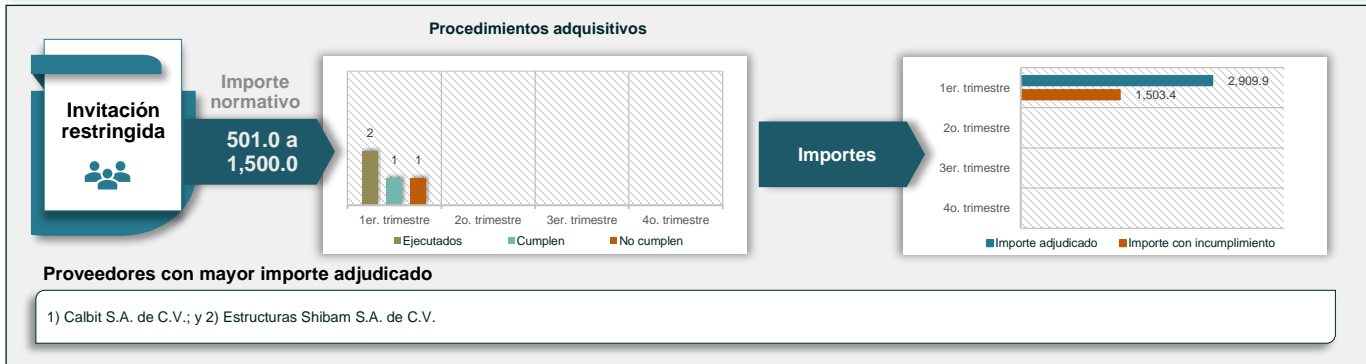 Procedimientos adquisitivos
Invitación
restringida
Importe
normativo
501.0 a
1,500.0
2
1
1
1er. trimestre
2o. trimestre
3er. trimestre
4o. trimestre
Ejecutados
Cumplen
No cumplen
Importes
1er. trimestre
2,909.9
1,503.4
2o. trimestre
3er. trimestre
4o. trimestre
Importe adjudicado
Importe con incumplimiento
Proveedores con mayor importe adjudicado
1) Calbit S.A. de C.V.; y 2) Estructuras Shibam S.A. de C.V.